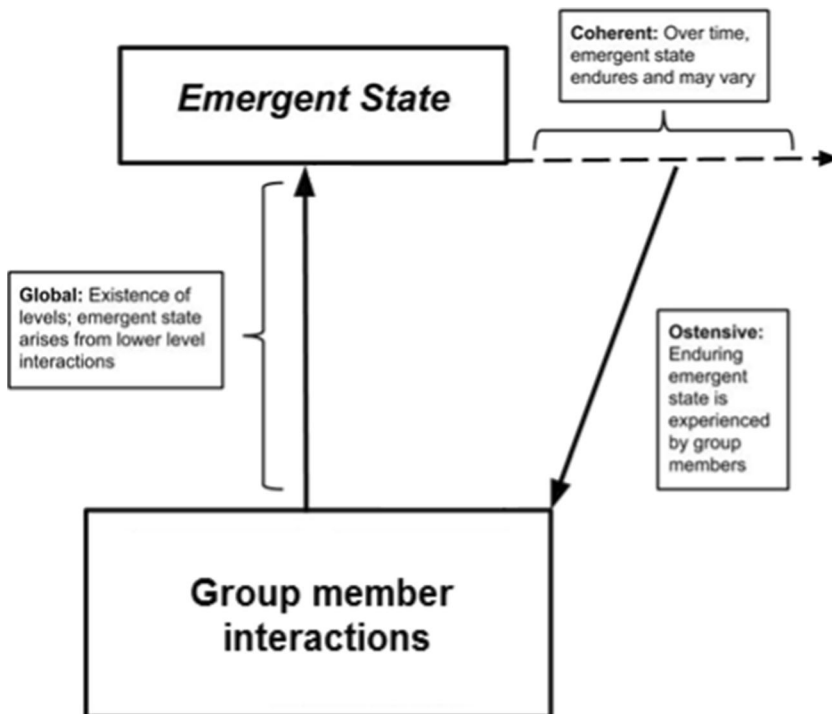 Coherent: Over time,
emergent state
endures and may vary
Emergent State
Global: Existence of
levels; emergent state
arises from lower level
interactions
Ostensive:
Enduring
emergent
state is
experienced
by group
members
Group member
interactions